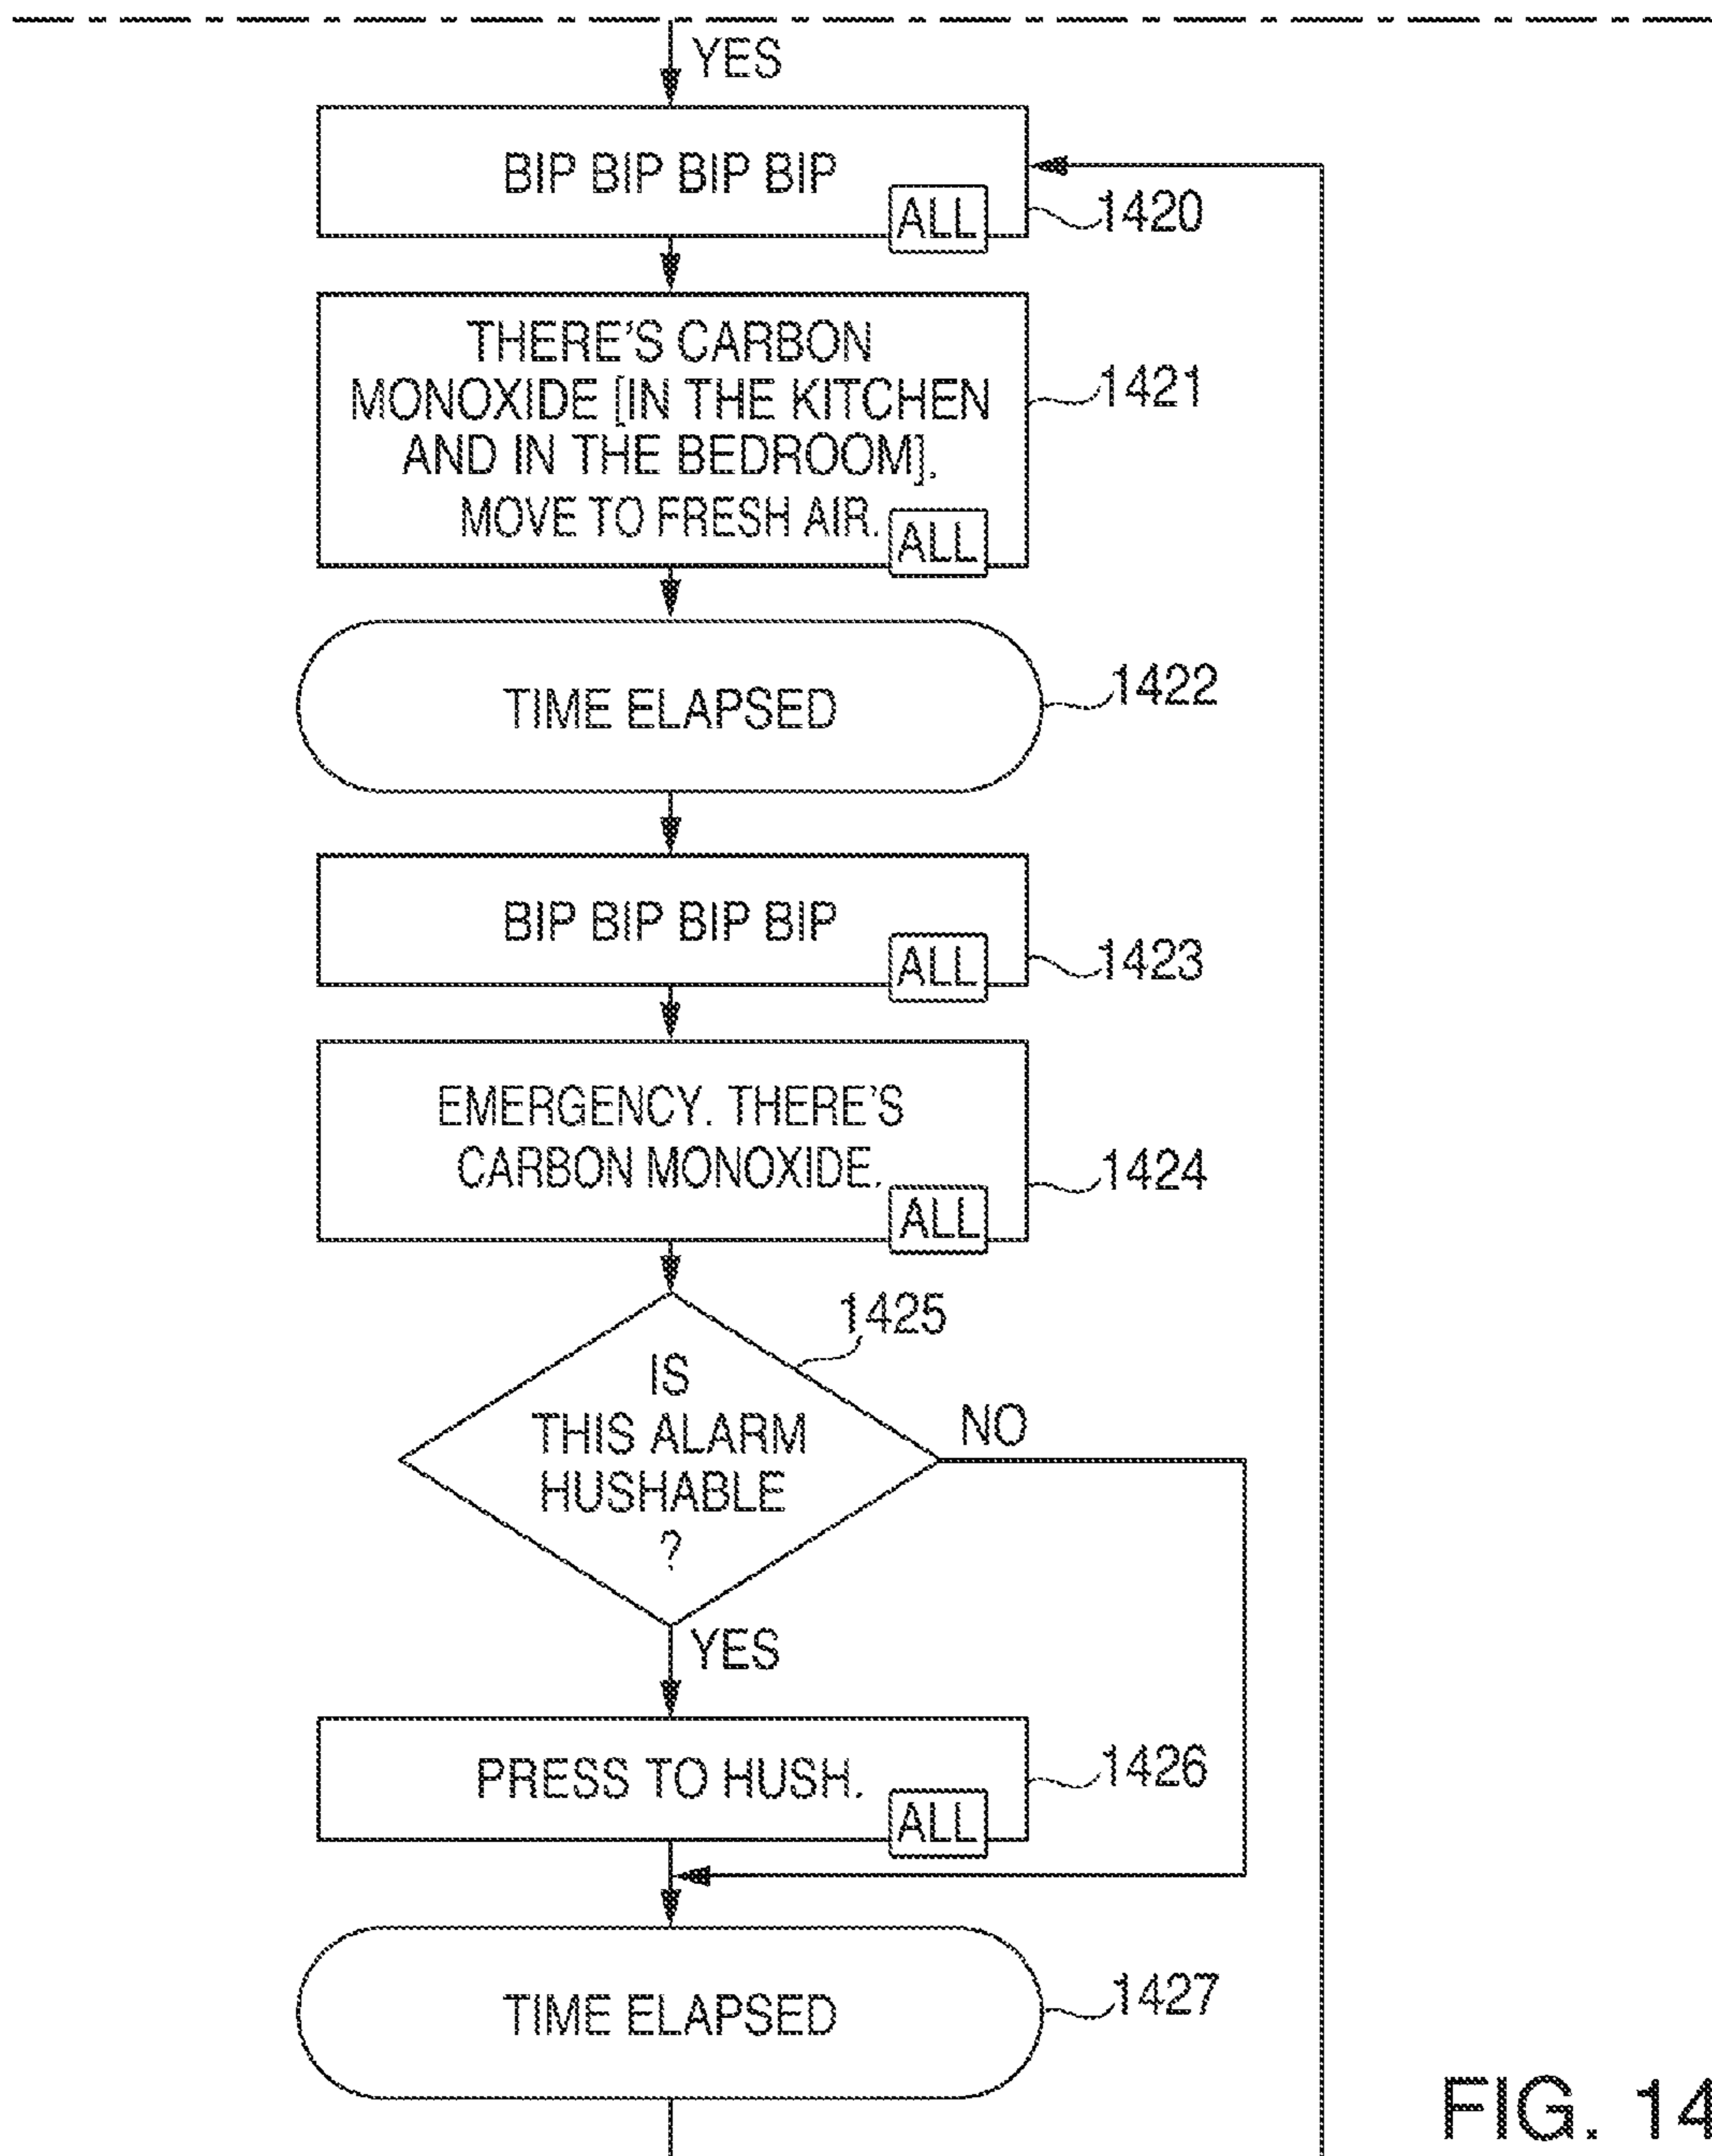 YES
BIP BIP BIP BIP
ALL
1420
THERE'S CARBON
MONOXIDE [IN THE KITCHEN
AND IN THE BEDROOM].
MOVE TO FRESH AIR.
ALL
1421
TIME ELAPSED
1422
BIP BIP BIP BIP
ALL
1423
EMERGENCY. THERE'S
CARBON MONOXIDE.
ALL
1424
1425
IS
THIS ALARM
HUSHABLE
?
NO
YES
PRESS TO HUSH.
ALL
1426
TIME ELAPSED
1427
FIG. 14